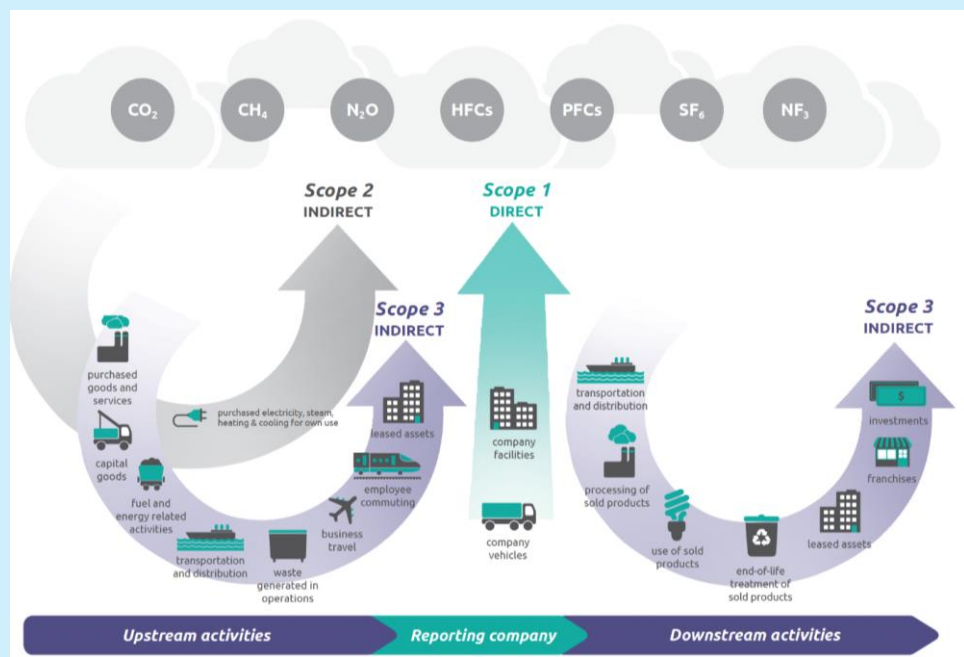 CO₂
CH₄
N₂O
HFCs
PFCs
SF₆
NF₃
Scope 2
INDIRECT
Scope 1
DIRECT
Scope 3
INDIRECT
Scope 3
INDIRECT
purchased
goods and
services
capital
goods
fuel and
energy related
activities
transportation
and distribution
waste
generated in
operations
business
travel
employee
commuting
leased assets
purchased electricity, steam,
heating & cooling for own use
company
facilities
company
vehicles
transportation
and distribution
processing of
sold products
use of sold
products
end-of-life
treatment of
sold products
leased assets
franchises
investments
$
Upstream activities
Reporting company
Downstream activities